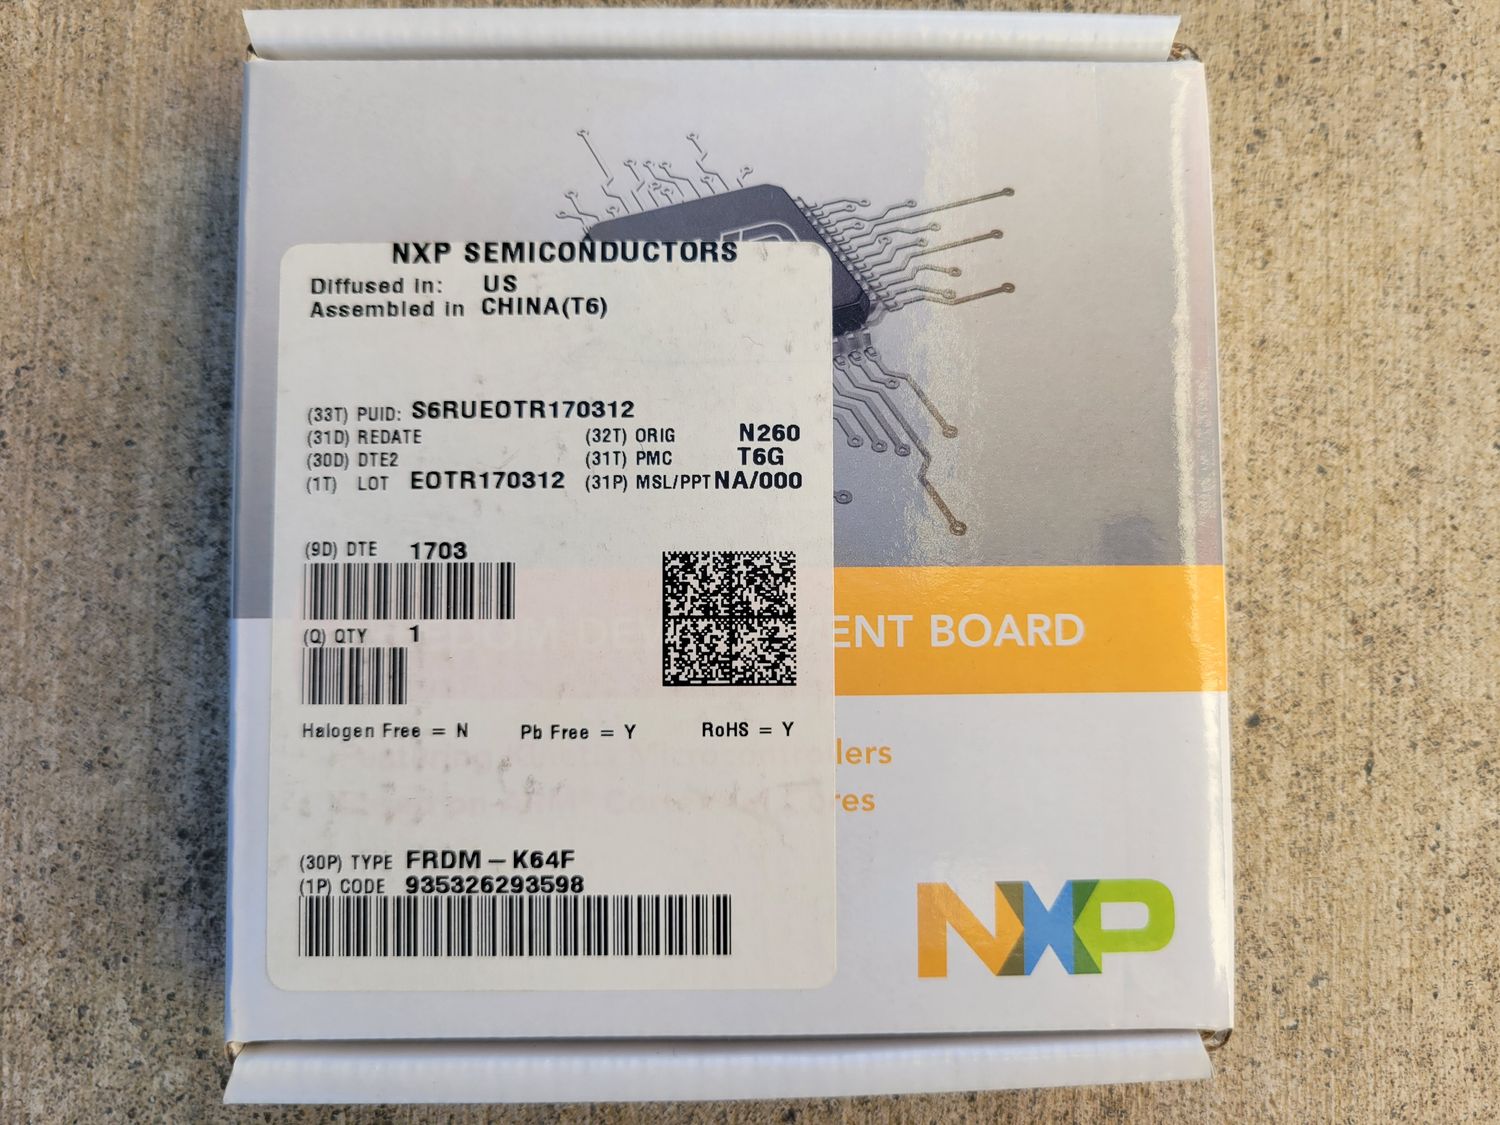 NXP SEMICONDUCTORS
Diffused in: US
Assembled in CHINA(T6)
(33T) PUID: S6RUEOTR170312
(31D) REDATE (32T) ORIG N260
(30D) DTE2 (31T) PMC T6G
(1T) LOT EOTR170312 (31P) MSL/PPT NA/000
(9D) DTE 1703
(Q) QTY 1
ENT BOARD
Halogen Free = N Pb Free = Y RoHS = Y
lers
res
(30P) TYPE FRDM-K64F
(1P) CODE 935326293598
NXP